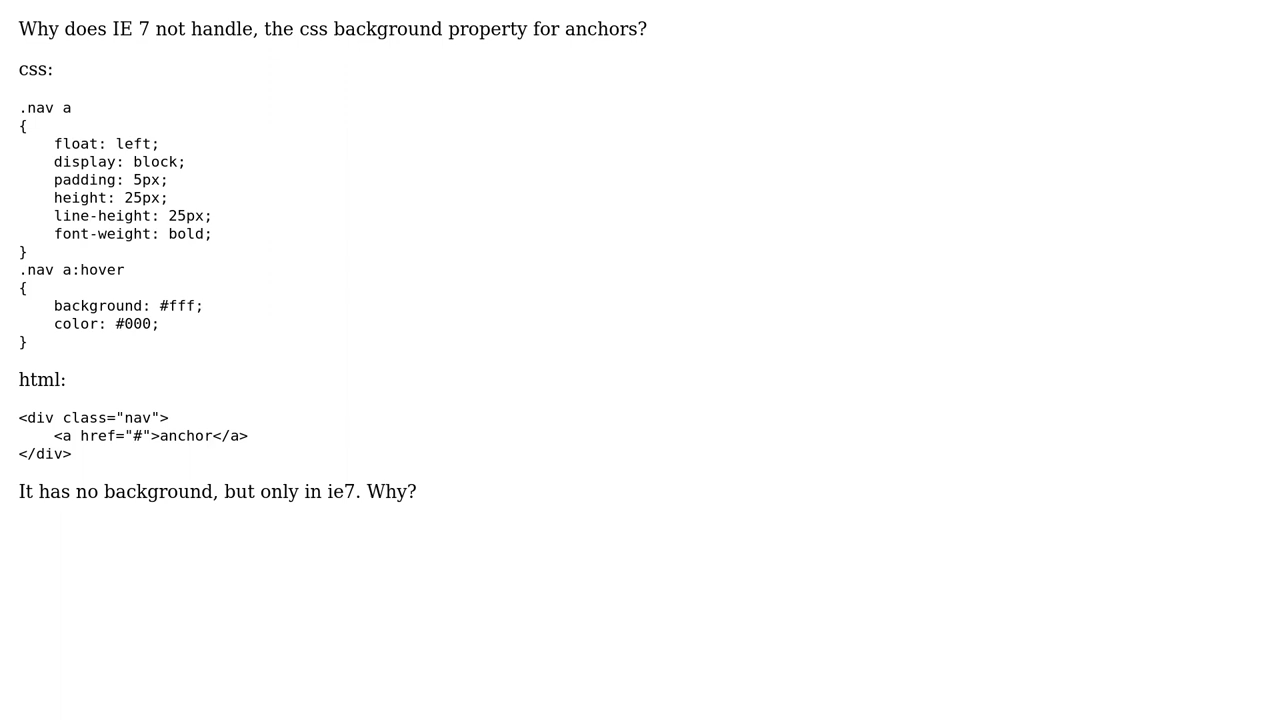 Why does IE 7 not handle, the css background property for anchors?
css:
.nav a
{
    float: left;
    display: block;
    padding: 5px;
    height: 25px;
    line-height: 25px;
    font-weight: bold;
}
.nav a:hover
{
    background: #fff;
    color: #000;
}
html:
<div class="nav">
    <a href="#">anchor</a>
</div>
It has no background, but only in ie7. Why?